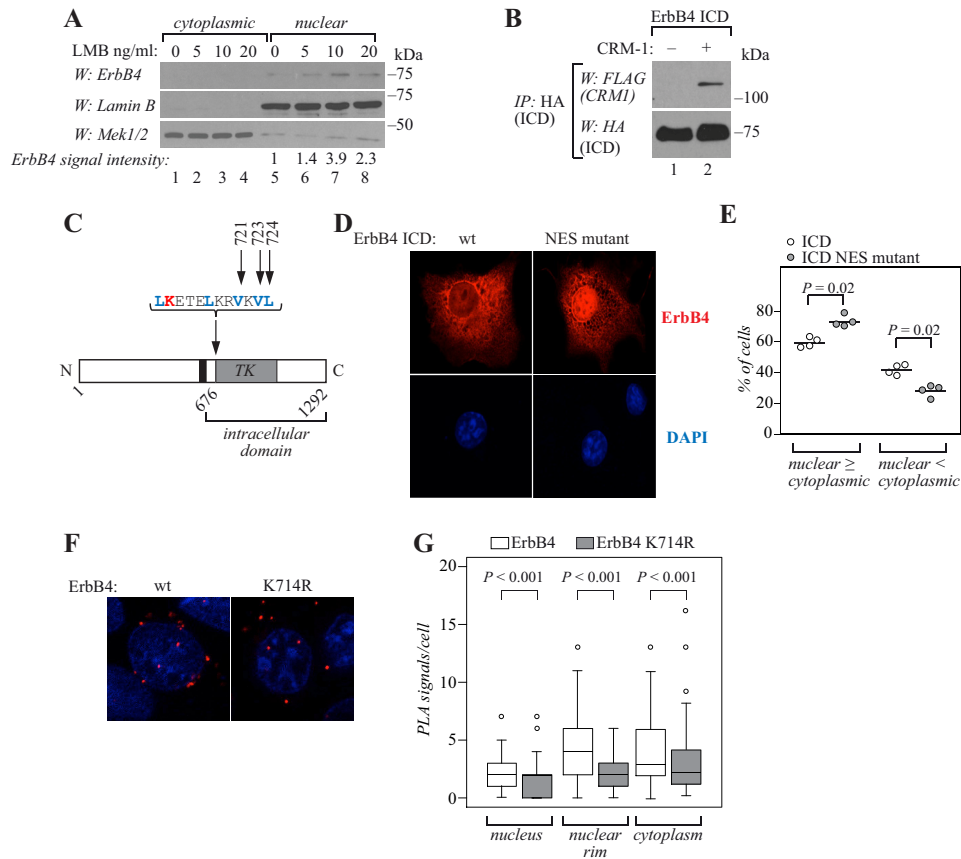 A
cytoplasmic nuclear
LMB ng/ml: 0 5 10 20 0 5 10 20 kDa
W: ErbB4 –75
W: Lamin B –75
W: Mek1/2 –50
ErbB4 signal intensity: 1 1.4 3.9 2.3
1 2 3 4 5 6 7 8
B
ErbB4 ICD
CRM-1: – + kDa
IP: HA (ICD)
W: FLAG (CRM1) –100
W: HA (ICD) –75
1 2
C
721 723 724
LKETELKRVKVL
N TK C
1 676 1292
intracellular
domain
D
ErbB4 ICD: wt NES mutant
ErbB4
DAPI
E
ICD
ICD NES mutant
P = 0.02
P = 0.02
% of cells
80
60
40
20
0
nuclear ≥ cytoplasmic
nuclear < cytoplasmic
F
ErbB4: wt K714R
G
ErbB4 ErbB4 K714R
P < 0.001 P < 0.001 P < 0.001
PLA signals/cell
20
15
10
5
0
nucleus nuclear rim cytoplasm